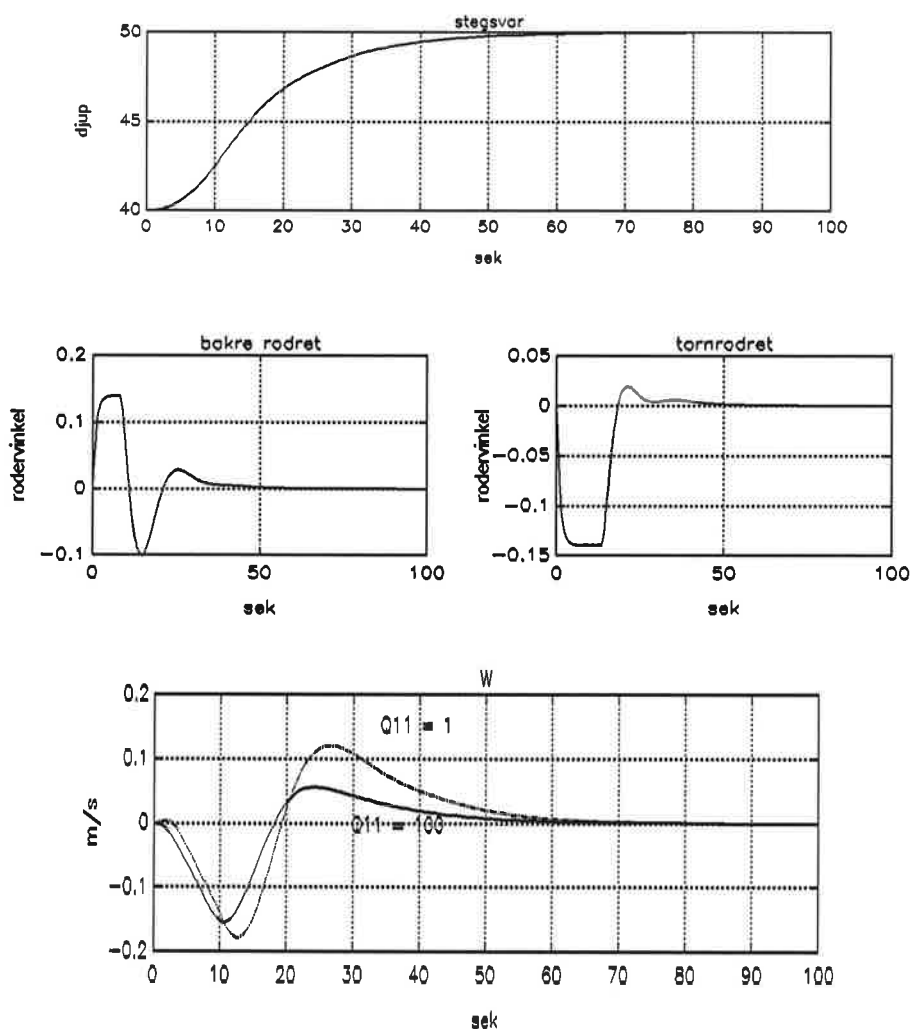 stegsvar
50
45
40
djup
0 10 20 30 40 50 60 70 80 90 100
sek
bakre rodret
0.2
0.1
0
-0.1
rodervinkel
0 50 100
sek
tornrodret
0.05
0
-0.05
-0.1
-0.15
rodervinkel
0 50 100
sek
W
0.2
0.1
0
-0.1
-0.2
m/s
Q11 = 1
Q11 = 100
0 10 20 30 40 50 60 70 80 90 100
sek